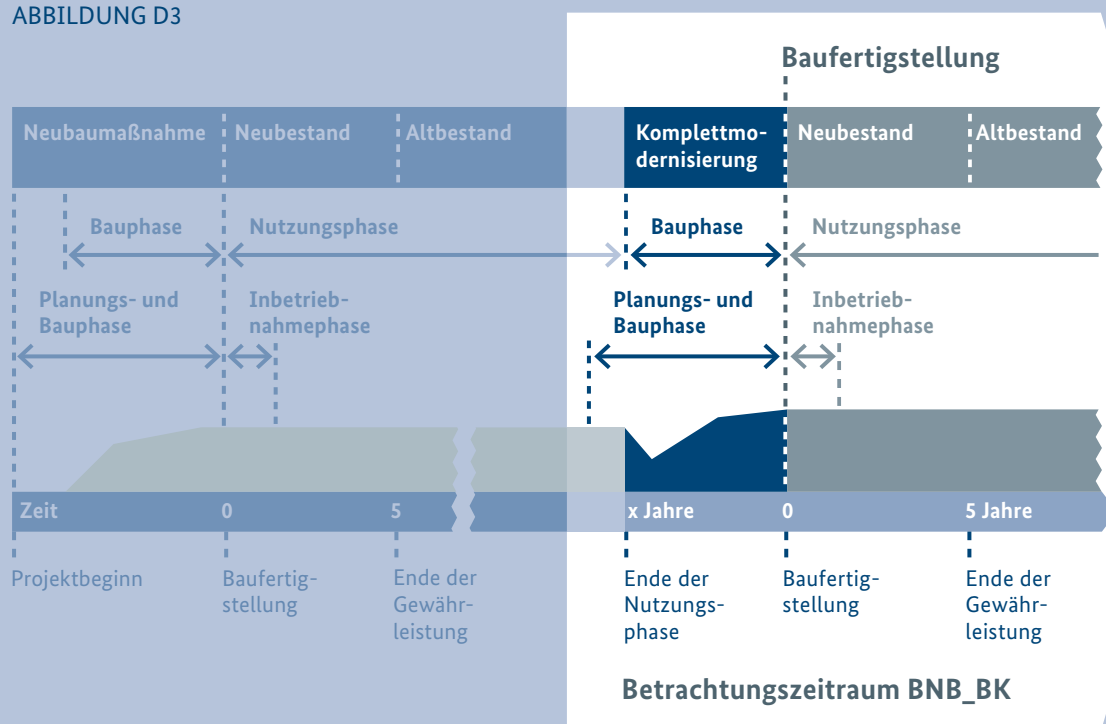 ABBILDUNG D3
Baufertigstellung
Neubaumaßnahme
Neubestand
Altbestand
Komplettmo-
dernisierung
Neubestand
Altbestand
Bauphase
Nutzungsphase
Bauphase
Nutzungsphase
Planungs- und
Bauphase
Inbetrieb-
nahmephase
Planungs- und
Bauphase
Inbetrieb-
nahmephase
Zeit
0
5
x Jahre
0
5 Jahre
Projektbeginn
Baufertig-
stellung
Ende der
Gewähr-
leistung
Ende der
Nutzungs-
phase
Baufertig-
stellung
Ende der
Gewähr-
leistung
Betrachtungszeitraum BNB_BK